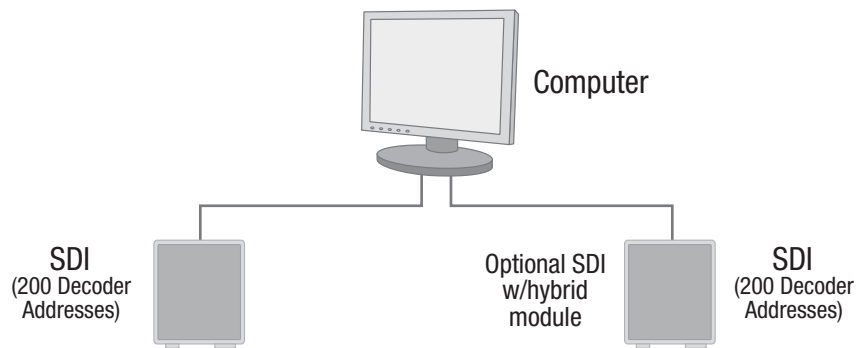 Computer
SDI
(200 Decoder
Addresses)
Optional SDI
w/hybrid
module
SDI
(200 Decoder
Addresses)